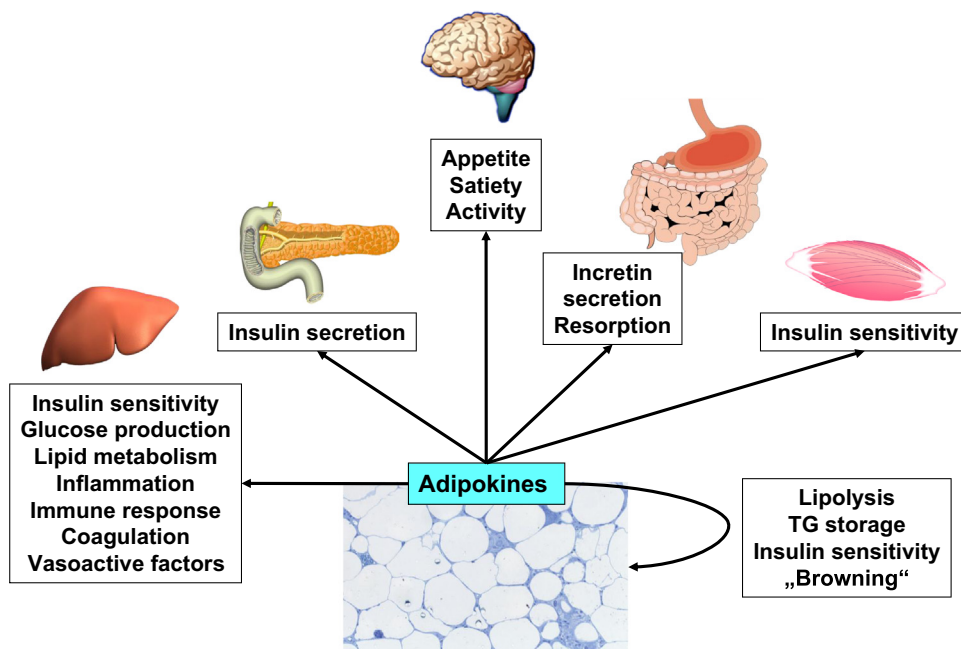 Appetite
Satiety
Activity
Incretin
secretion
Resorption
Insulin secretion
Insulin sensitivity
Insulin sensitivity
Glucose production
Lipid metabolism
Inflammation
Immune response
Coagulation
Vasoactive factors
Adipokines
Lipolysis
TG storage
Insulin sensitivity
„Browning“